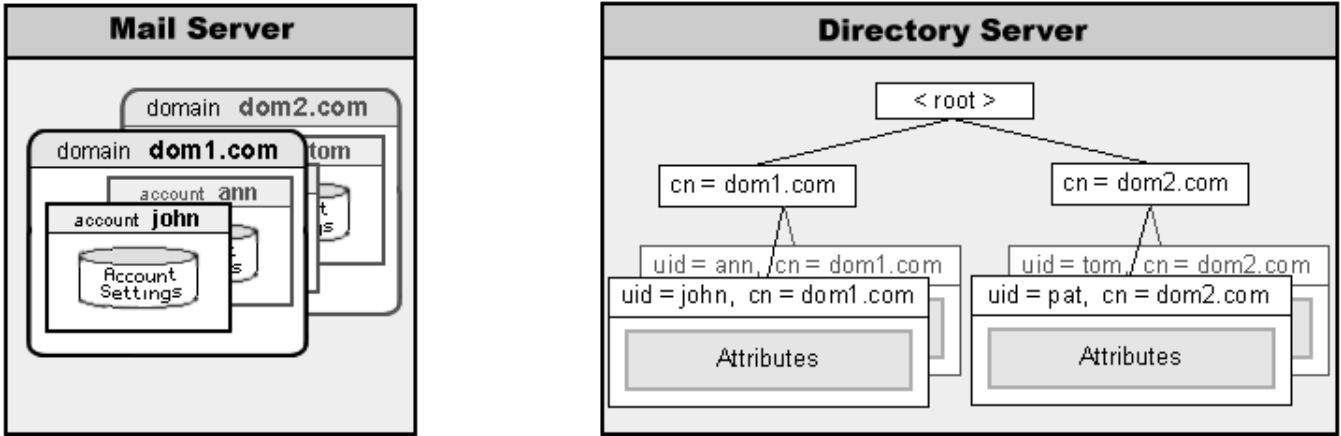 Mail Server
domain dom2.com
tom
domain dom1.com
account ann
account john
Account
Settings
Directory Server
< root >
cn = dom1.com
cn = dom2.com
uid = ann, cn = dom1.com
uid = john, cn = dom1.com
Attributes
uid = tom, cn = dom2.com
uid = pat, cn = dom2.com
Attributes